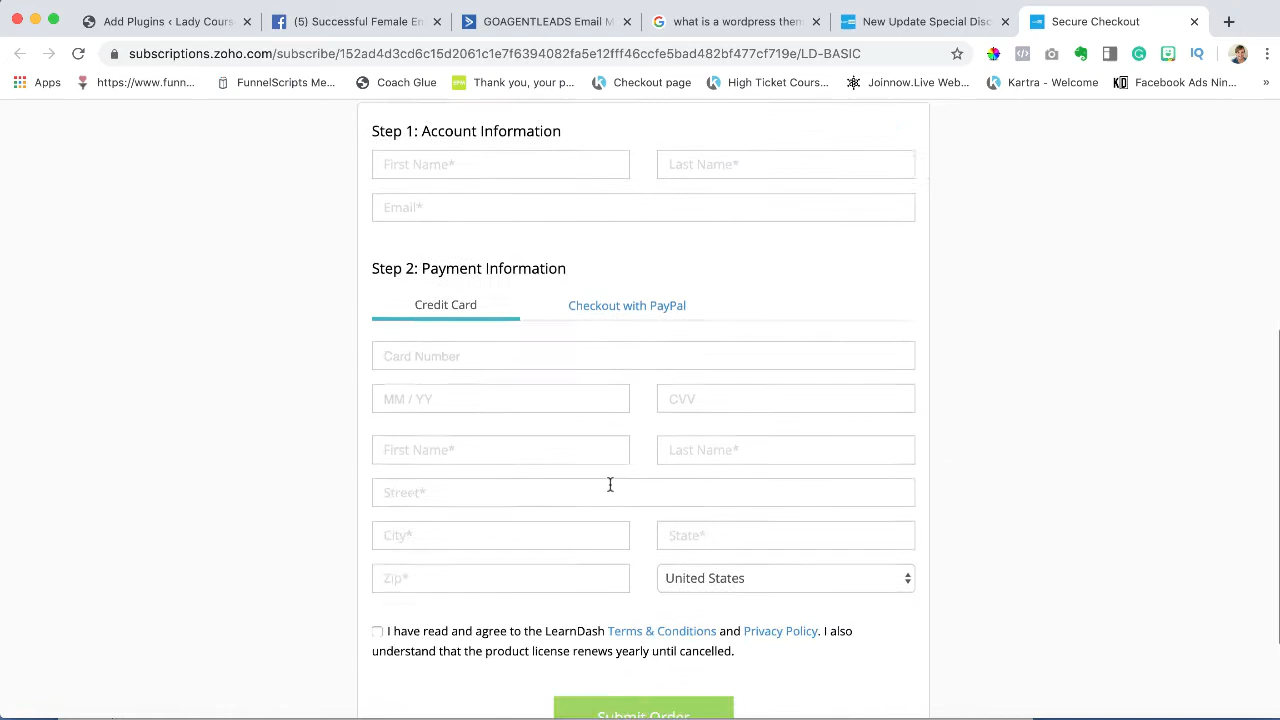 Add Plugins ‹ Lady Cours
(5) Successful Female En
GOAGENTLEADS Email M
what is a wordpress them
New Update Special Disc
Secure Checkout
subscriptions.zoho.com/subscribe/152ad4d3cd6c15cf206f1c1e7f6394082fa5e12fff46ccfe5bad482bf47fcf719e/LD-BASIC
Apps
https://www.funn...
FunnelScripts Me...
Coach Glue
Thank you, your p...
Checkout page
High Ticket Cours...
Joinnow.Live Web...
Kartra - Welcome
Facebook Ads Nin...
»
Step 1: Account Information
First Name*
Last Name*
Email*
Step 2: Payment Information
Credit Card
Checkout with PayPal
Card Number
MM / YY
CVV
First Name*
Last Name*
Street*
City*
State*
Zip*
United States
I have read and agree to the LearnDash Terms & Conditions and Privacy Policy. I also
understand that the product license renews yearly until cancelled.
Submit Order